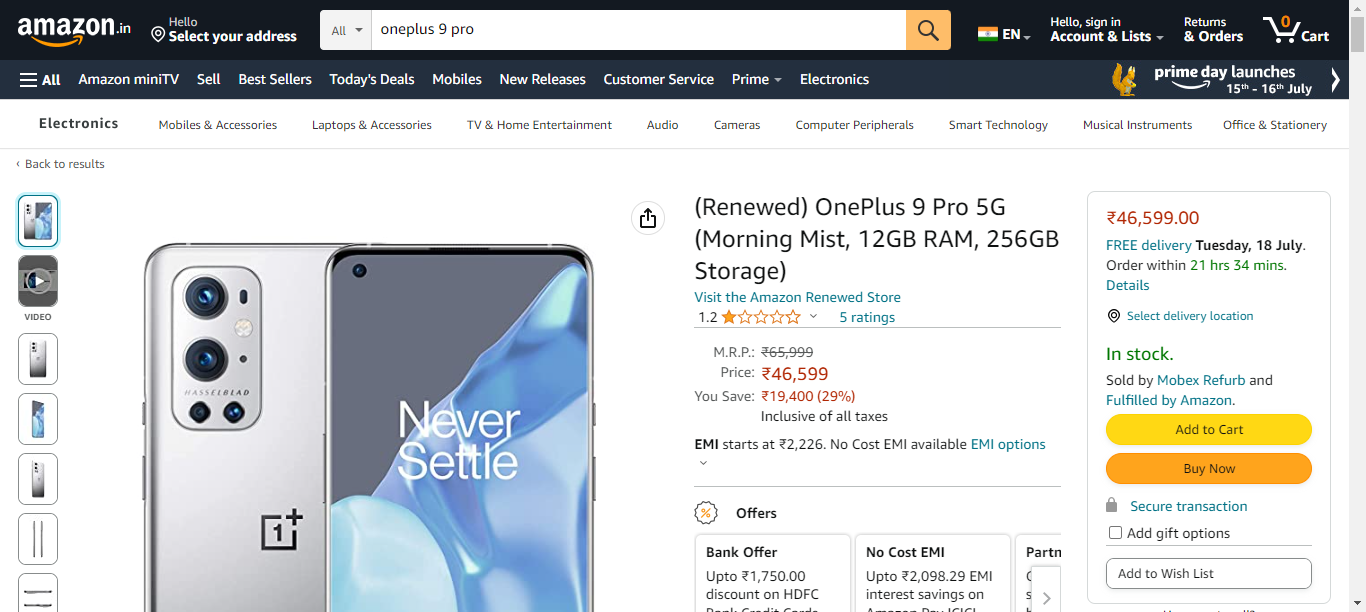 amazon.in
Hello
Select your address
All
oneplus 9 pro
EN
Hello, sign in
Account & Lists
Returns
& Orders
0
Cart
All
Amazon miniTV
Sell
Best Sellers
Today's Deals
Mobiles
New Releases
Customer Service
Prime
Electronics
prime day launches
15th - 16th July
Electronics
Mobiles & Accessories
Laptops & Accessories
TV & Home Entertainment
Audio
Cameras
Computer Peripherals
Smart Technology
Musical Instruments
Office & Stationery
‹ Back to results
VIDEO
HASSELBLAD
Never
Settle
1+
(Renewed) OnePlus 9 Pro 5G
(Morning Mist, 12GB RAM, 256GB
Storage)
Visit the Amazon Renewed Store
1.2
5 ratings
M.R.P.: ₹65,999
Price: ₹46,599
You Save: ₹19,400 (29%)
Inclusive of all taxes
EMI starts at ₹2,226. No Cost EMI available EMI options
%
Offers
Bank Offer
Upto ₹1,750.00
discount on HDFC
Bank Credit Cards
No Cost EMI
Upto ₹2,098.29 EMI
interest savings on
Amazon Pay ICICI
Partn
₹46,599.00
FREE delivery Tuesday, 18 July.
Order within 21 hrs 34 mins.
Details
Select delivery location
In stock.
Sold by Mobex Refurb and
Fulfilled by Amazon.
Add to Cart
Buy Now
Secure transaction
Add gift options
Add to Wish List